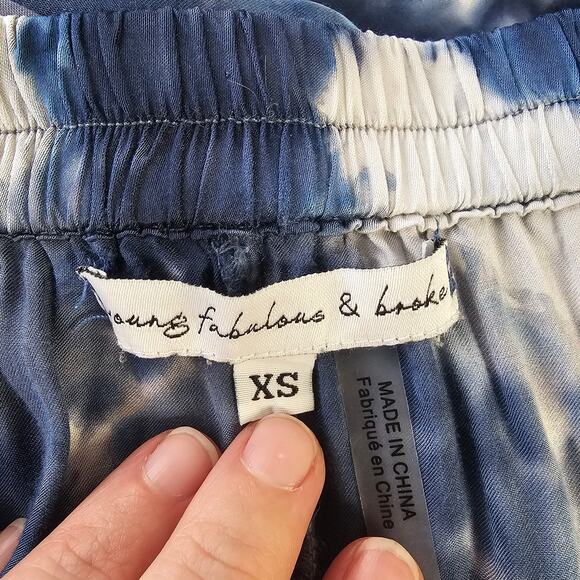 young fabulous & broke
XS
MADE IN CHINA
Fabriqué en Chine